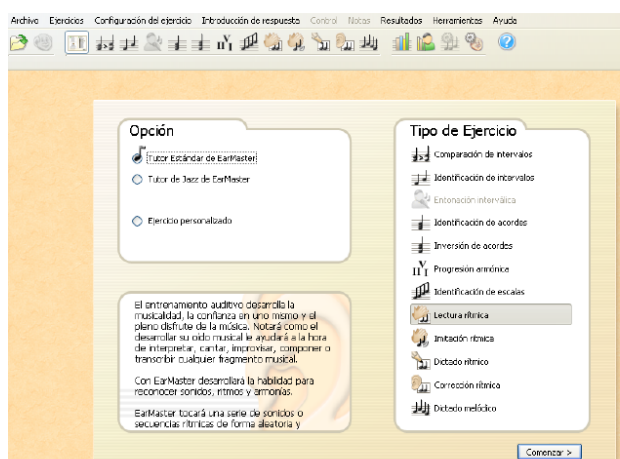 Archivo Ejercicios Configuración del ejercicio Introducción de respuesta Control Notas Resultados Herramientas Ayuda
Opción
Tutor Estándar de EarMaster
Tutor de Jazz de EarMaster
Ejercicio personalizado
El entrenamiento auditivo desarrolla la
musicalidad, la confianza en uno mismo y el
pleno disfrute de la música. Notará como el
desarrollar su oído musical le ayudará a la hora
de interpretar, cantar, improvisar, componer o
transcribir cualquier fragmento musical.
Con EarMaster desarrollará la habilidad para
reconocer sonidos, ritmos y armonías.
EarMaster tocará una serie de sonidos o
secuencias rítmicas de forma aleatoria y
Tipo de Ejercicio
Comparación de intervalos
Identificación de intervalos
Entonación interválica
Identificación de acordes
Inversión de acordes
Progresión armónica
Identificación de escalas
Lectura rítmica
Imitación rítmica
Dictado rítmico
Corrección rítmica
Dictado melódico
Comenzar >